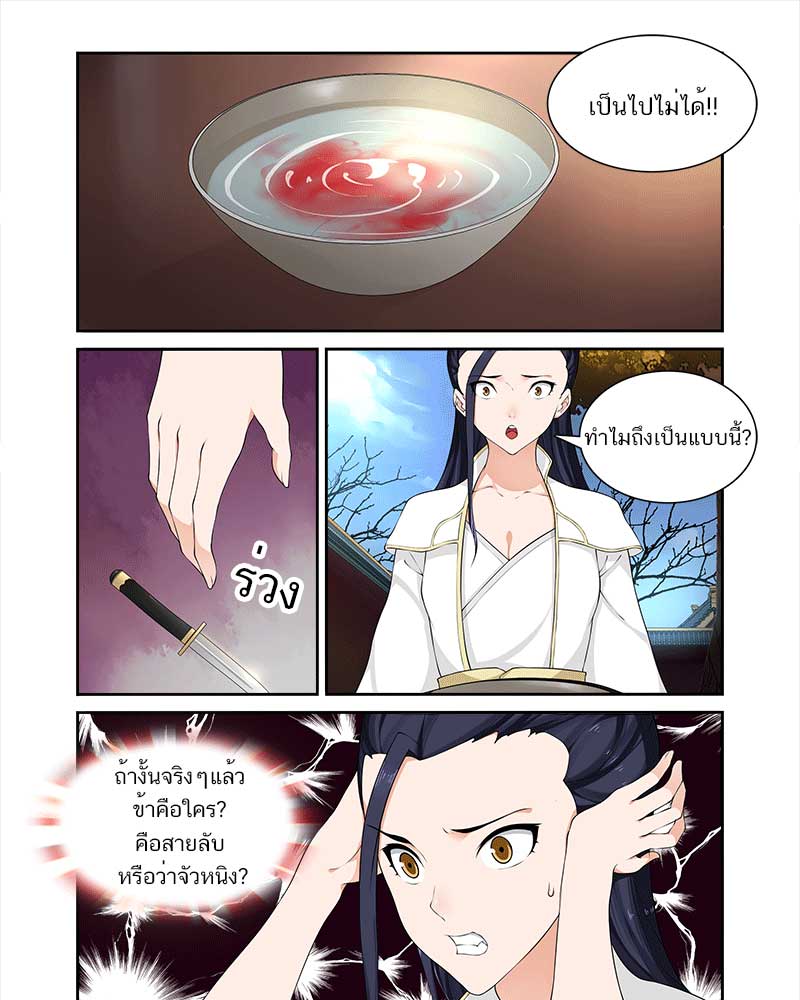 เป็นไปไม่ได้!!
ทำไมถึงเป็นแบบนี้?
ร่วง
ถ้างั้นจริงๆแล้ว
ข้าคือใคร?
คือสายลับ
หรือว่าจัวหนิง?